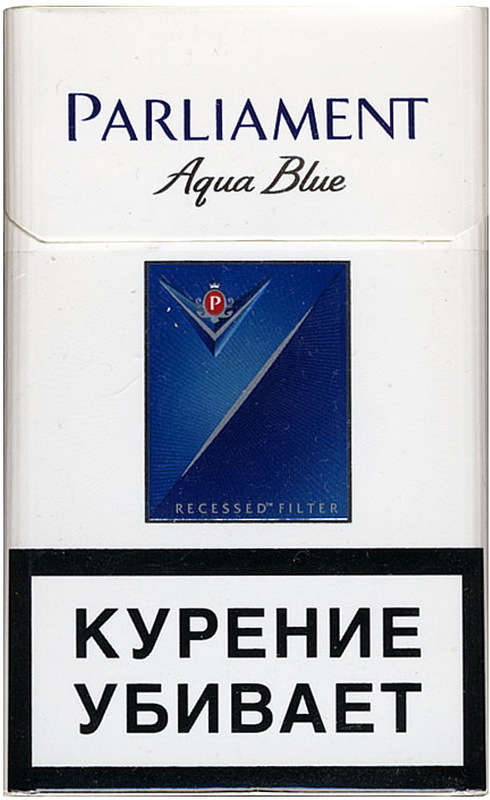 PARLIAMENT
Aqua Blue
P
RECESSED™ FILTER
КУРЕНИЕ
УБИВАЕТ